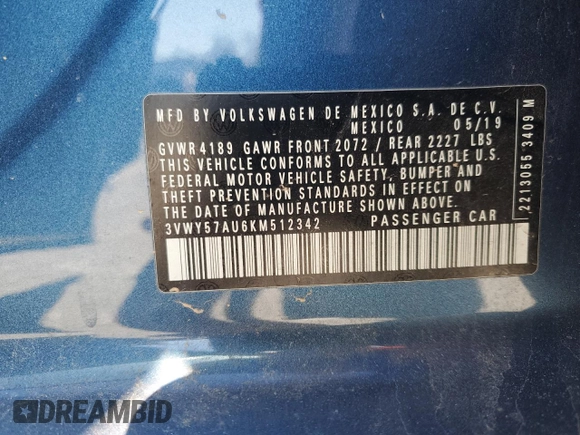 MFD BY VOLKSWAGEN DE MEXICO S.A. DE C.V.
MEXICO 05/19
GVWR 4189 GAWR FRONT 2072 / REAR 2227 LBS
THIS VEHICLE CONFORMS TO ALL APPLICABLE U.S.
FEDERAL MOTOR VEHICLE SAFETY, BUMPER AND
THEFT PREVENTION STANDARDS IN EFFECT ON
THE DATE OF MANUFACTURE SHOWN ABOVE.
3VWY57AU6KM512342 PASSENGER CAR
2213055 3409 M
DREAMBID